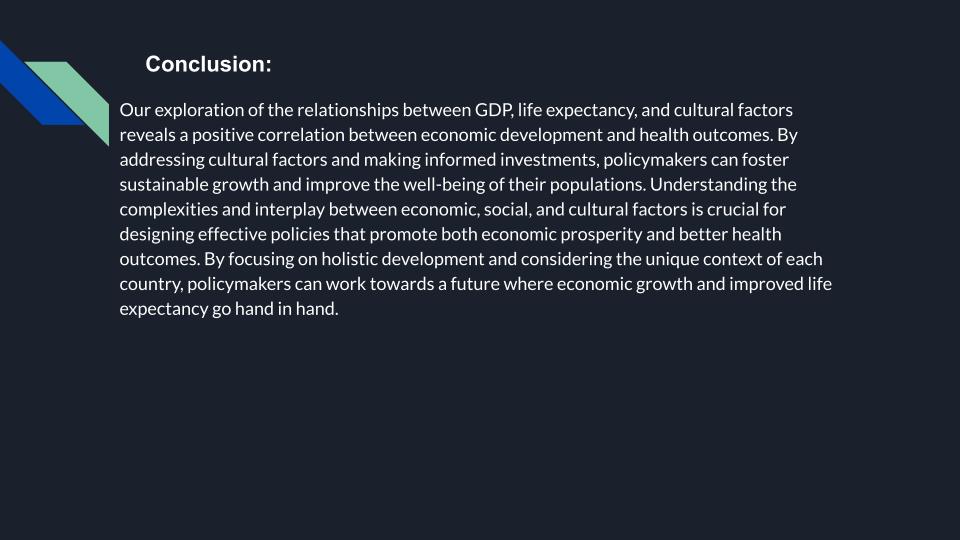 Conclusion:
Our exploration of the relationships between GDP, life expectancy, and cultural factors
reveals a positive correlation between economic development and health outcomes. By
addressing cultural factors and making informed investments, policymakers can foster
sustainable growth and improve the well-being of their populations. Understanding the
complexities and interplay between economic, social, and cultural factors is crucial for
designing effective policies that promote both economic prosperity and better health
outcomes. By focusing on holistic development and considering the unique context of each
country, policymakers can work towards a future where economic growth and improved life
expectancy go hand in hand.